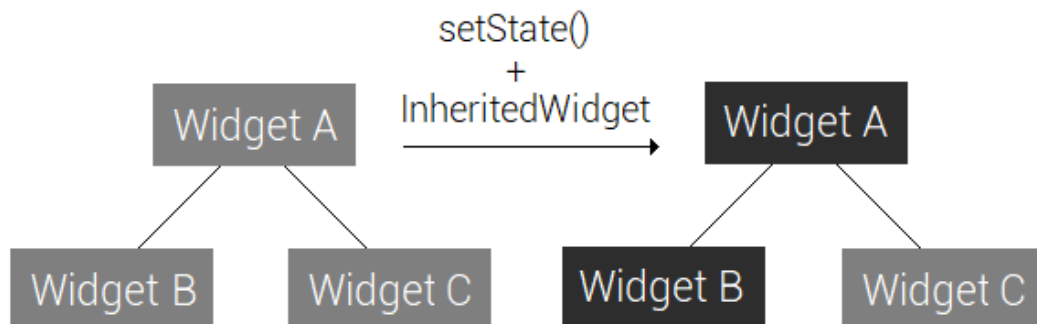 setState()
+
InheritedWidget
Widget A
Widget B
Widget C
Widget A
Widget B
Widget C